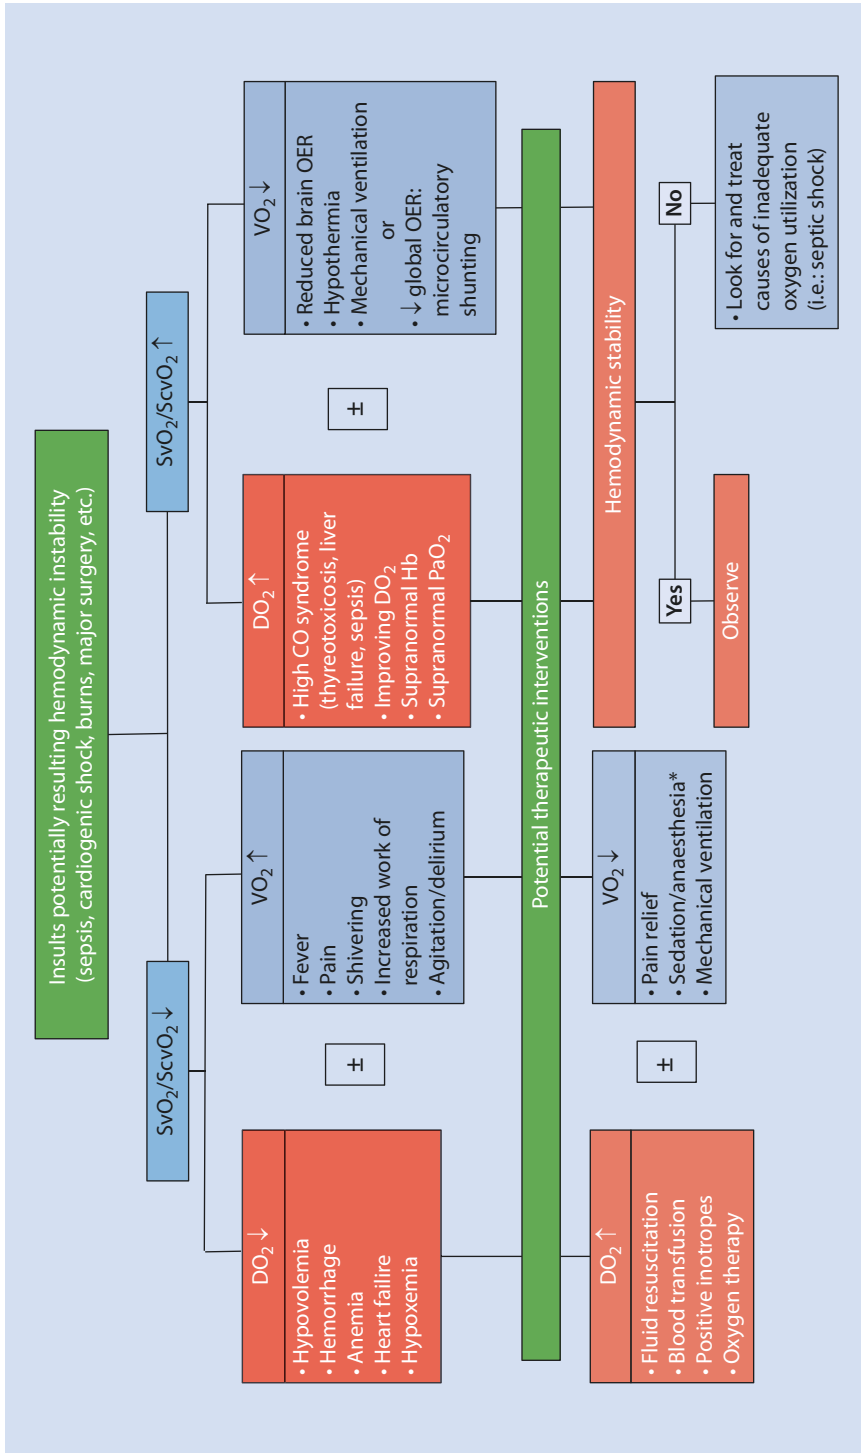 Insults potentially resulting hemodynamic instability
(sepsis, cardiogenic shock, burns, major surgery, etc.)
SvO₂/ScvO₂ ↓
SvO₂/ScvO₂ ↑
DO₂ ↓
• Hypovolemia
• Hemorrhage
• Anemia
• Heart failire
• Hypoxemia
±
VO₂ ↑
• Fever
• Pain
• Shivering
• Increased work of
respiration
• Agitation/delirium
DO₂ ↑
• High CO syndrome
(thyreotoxicosis, liver
failure, sepsis)
• Improving DO₂
• Supranormal Hb
• Supranormal PaO₂
±
VO₂ ↓
• Reduced brain OER
• Hypothermia
• Mechanical ventilation
or
• ↓ global OER:
microcirculatory
shunting
Potential therapeutic interventions
DO₂ ↑
• Fluid resuscitation
• Blood transfusion
• Positive inotropes
• Oxygen therapy
±
VO₂ ↓
• Pain relief
• Sedation/anaesthesia*
• Mechanical ventilation
Hemodynamic stability
Yes
No
Observe
• Look for and treat
causes of inadequate
oxygen utilization
(i.e.: septic shock)